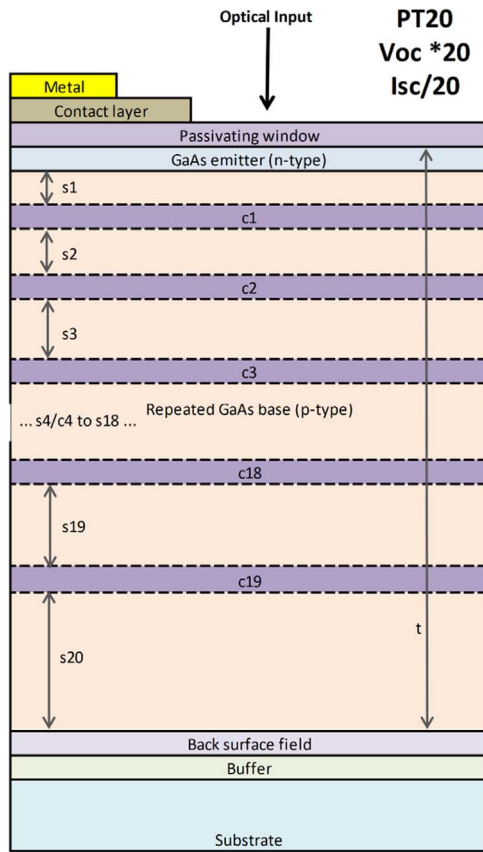 Optical Input
PT20
Voc *20
Isc/20
Metal
Contact layer
Passivating window
GaAs emitter (n-type)
s1
c1
s2
c2
s3
c3
Repeated GaAs base (p-type)
... s4/c4 to s18 ...
c18
s19
c19
t
s20
Back surface field
Buffer
Substrate